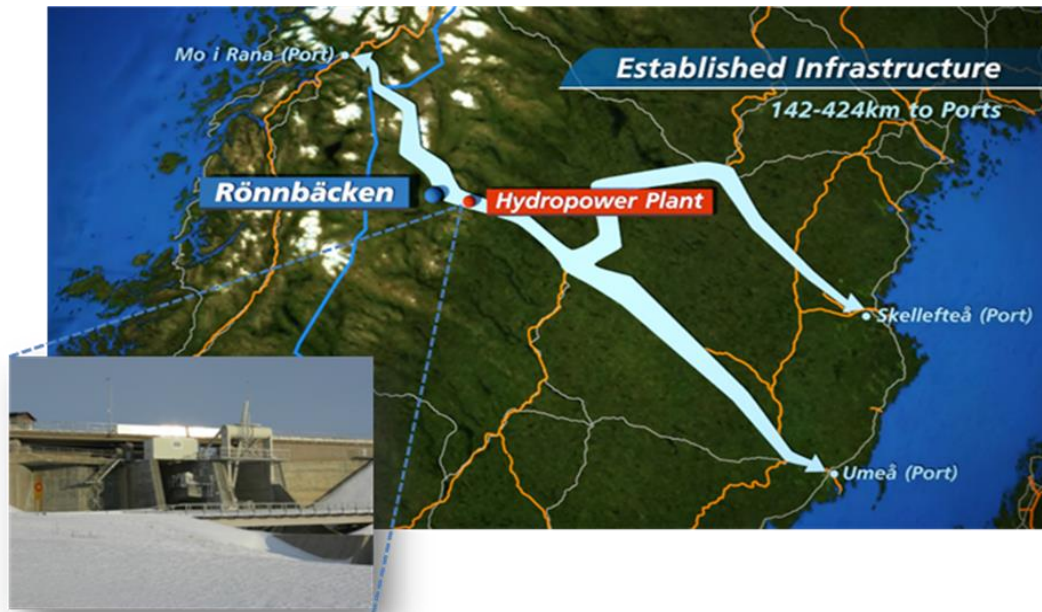 Mo i Rana (Port)
Established Infrastructure
142-424km to Ports
Rönnbäcken
Hydropower Plant
Skellefteå (Port)
Umeå (Port)